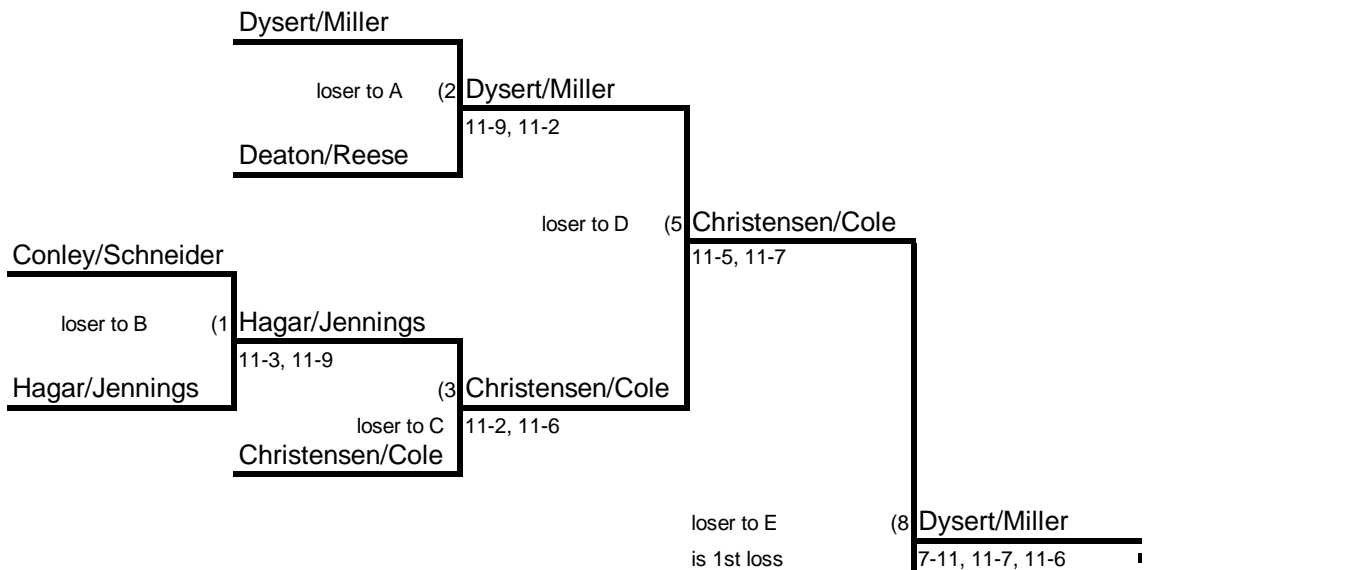 Dysert/Miller
loser to A (2 Dysert/Miller
11-9, 11-2
Deaton/Reese
loser to D (5 Christensen/Cole
Conley/Schneider
11-5, 11-7
loser to B (1 Hagar/Jennings
11-3, 11-9
Hagar/Jennings (3 Christensen/Cole
loser to C 11-2, 11-6
Christensen/Cole
loser to E (8 Dysert/Miller
is 1st loss 7-11, 11-7, 11-6